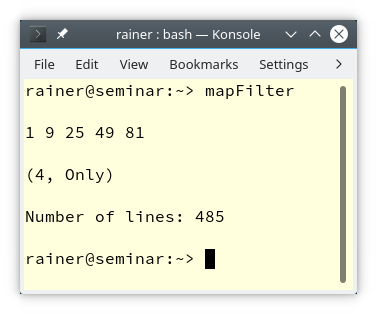 rainer : bash — Konsole
File Edit View Bookmarks Settings
rainer@seminar:~> mapFilter
1 9 25 49 81
(4, Only)
Number of lines: 485
rainer@seminar:~>